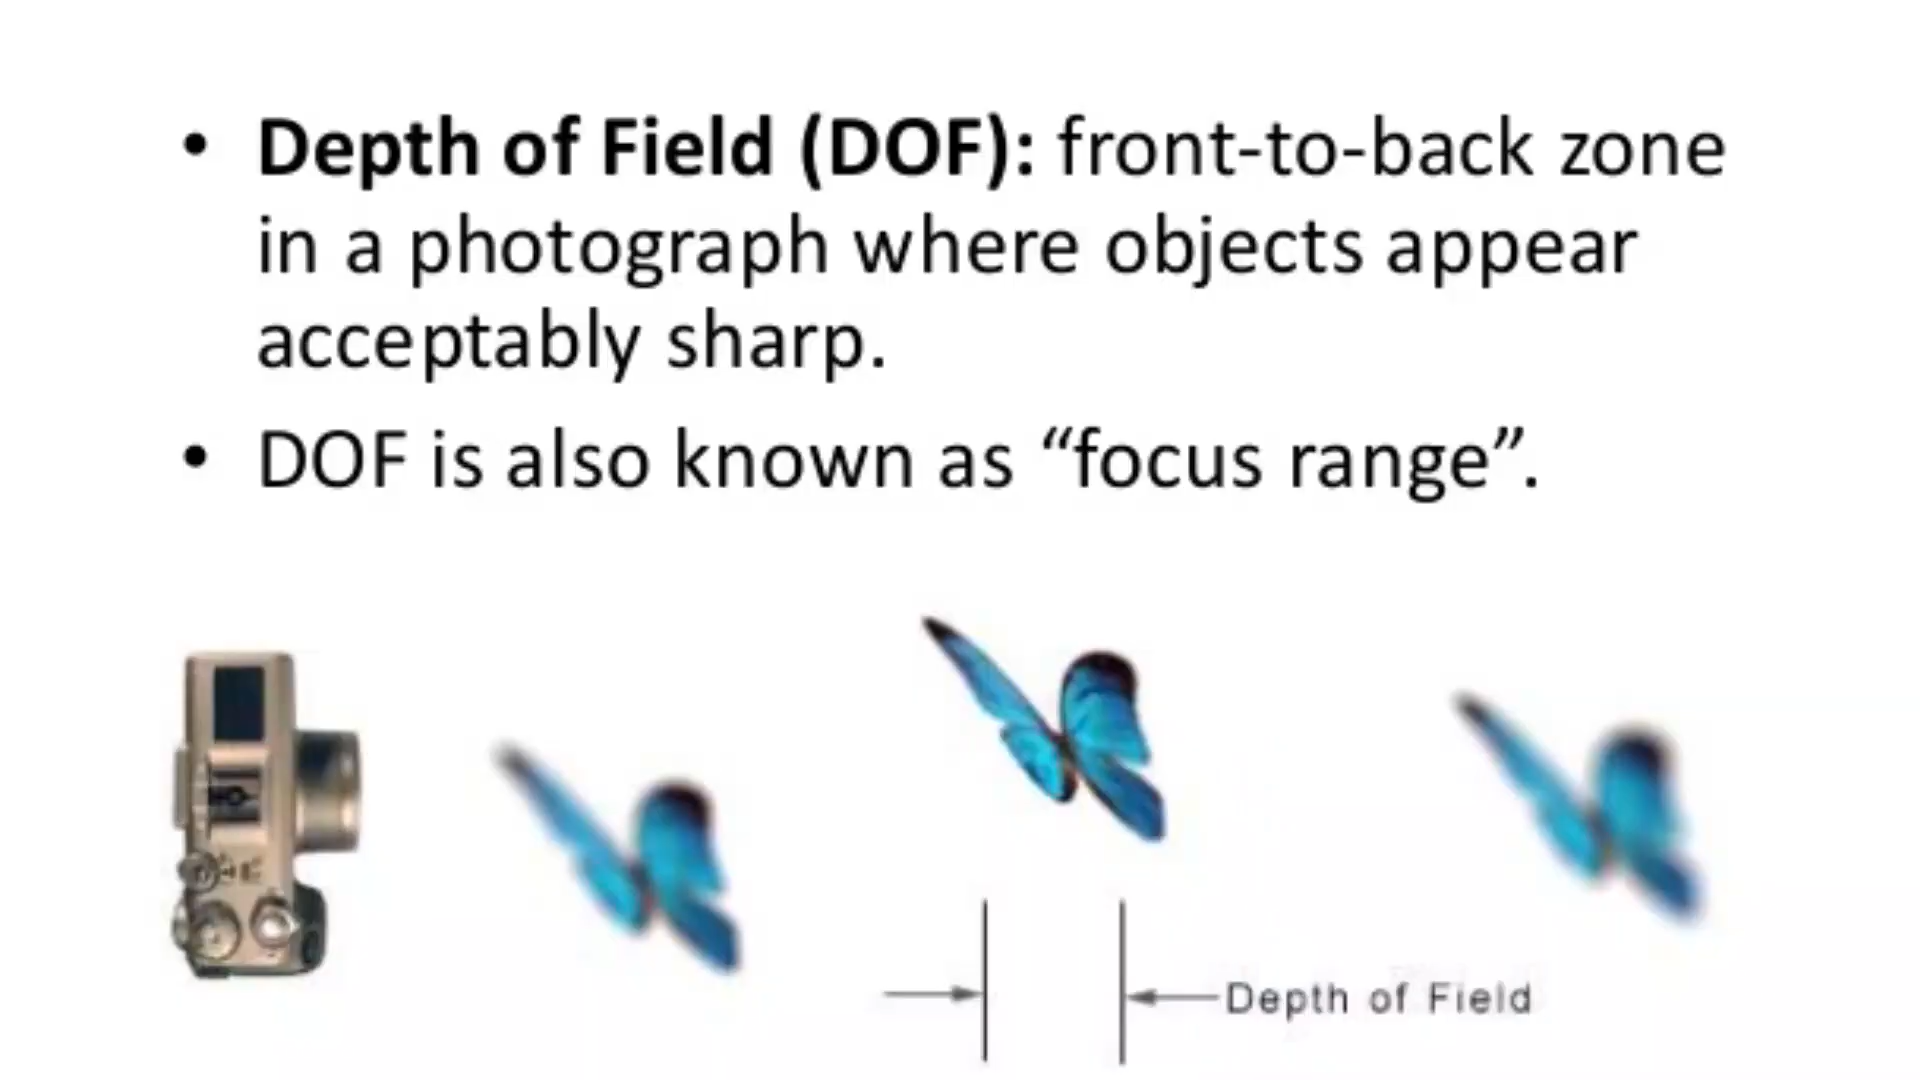 • Depth of Field (DOF): front-to-back zone
in a photograph where objects appear
acceptably sharp.
• DOF is also known as “focus range”.
Depth of Field